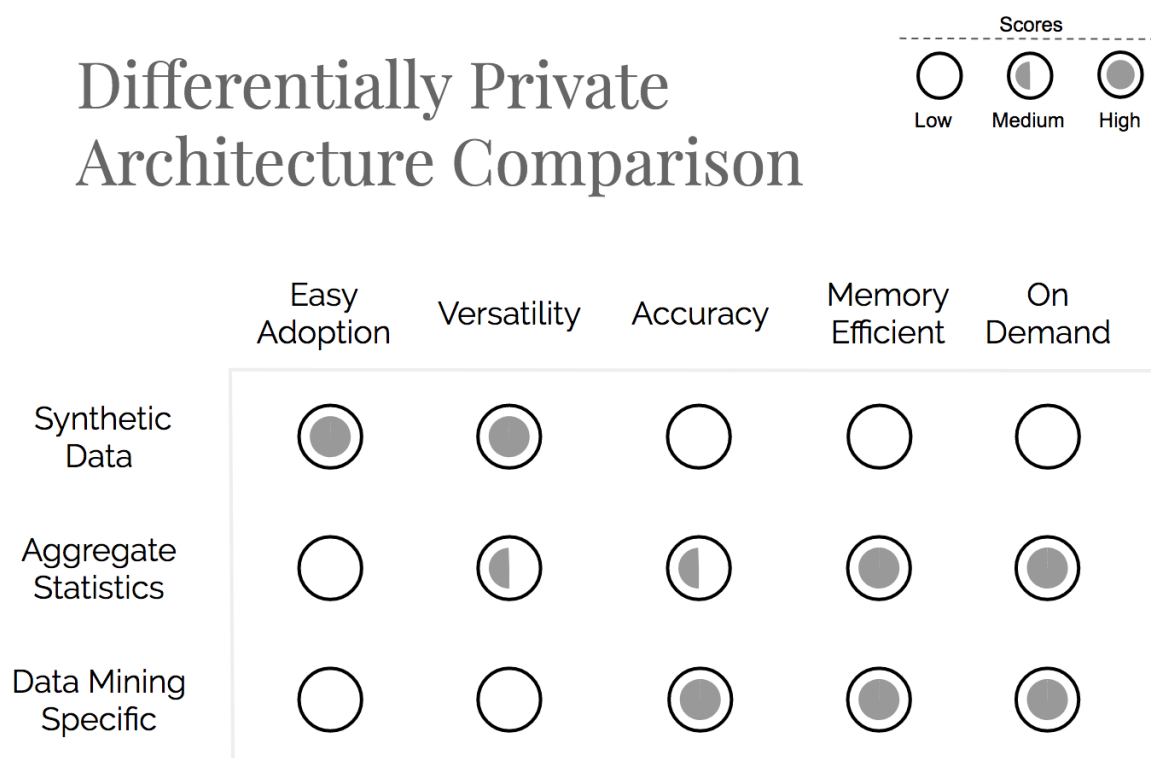 Scores
Differentially Private
Architecture Comparison
Low
Medium
High
Easy
Adoption
Versatility
Accuracy
Memory
Efficient
On
Demand
Synthetic
Data
Aggregate
Statistics
Data Mining
Specific